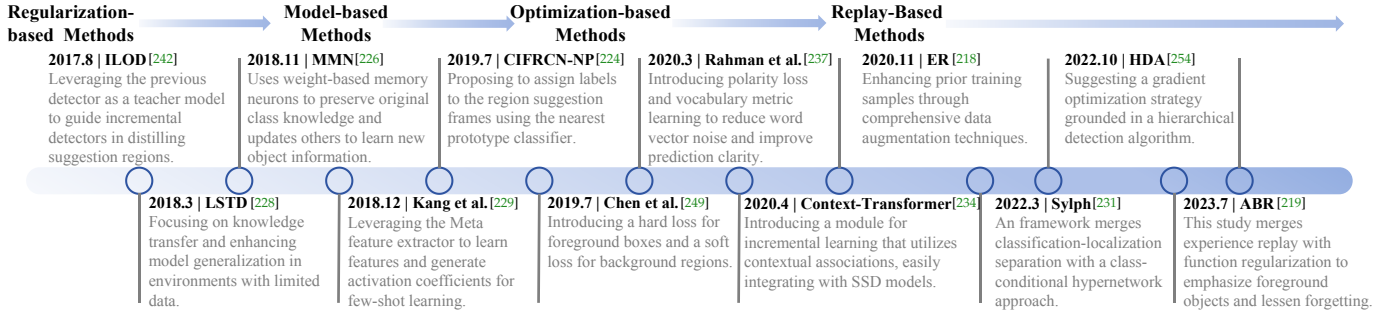 Regularization-
based Methods
Model-based
Methods
Optimization-based
Methods
Replay-Based
Methods
2017.8 | ILOD[242]
Leveraging the previous
detector as a teacher model
to guide incremental
detectors in distilling
suggestion regions.
2018.11 | MMN[226]
Uses weight-based memory
neurons to preserve original
class knowledge and
updates others to learn new
object information.
2019.7 | CIFRCN-NP[224]
Proposing to assign labels
to the region suggestion
frames using the nearest
prototype classifier.
2020.3 | Rahman et al.[237]
Introducing polarity loss
and vocabulary metric
learning to reduce word
vector noise and improve
prediction clarity.
2020.11 | ER[218]
Enhancing prior training
samples through
comprehensive data
augmentation techniques.
2022.10 | HDA[254]
Suggesting a gradient
optimization strategy
grounded in a hierarchical
detection algorithm.
2018.3 | LSTD[228]
Focusing on knowledge
transfer and enhancing
model generalization in
environments with limited
data.
2018.12 | Kang et al.[229]
Leveraging the Meta
feature extractor to learn
features and generate
activation coefficients for
few-shot learning.
2019.7 | Chen et al.[249]
Introducing a hard loss for
foreground boxes and a soft
loss for background regions.
2020.4 | Context-Transformer[234]
Introducing a module for
incremental learning that utilizes
contextual associations, easily
integrating with SSD models.
2022.3 | Sylph[231]
An framework merges
classification-localization
separation with a class-
conditional hypernetwork
approach.
2023.7 | ABR[219]
This study merges
experience replay with
function regularization to
emphasize foreground
objects and lessen forgetting.